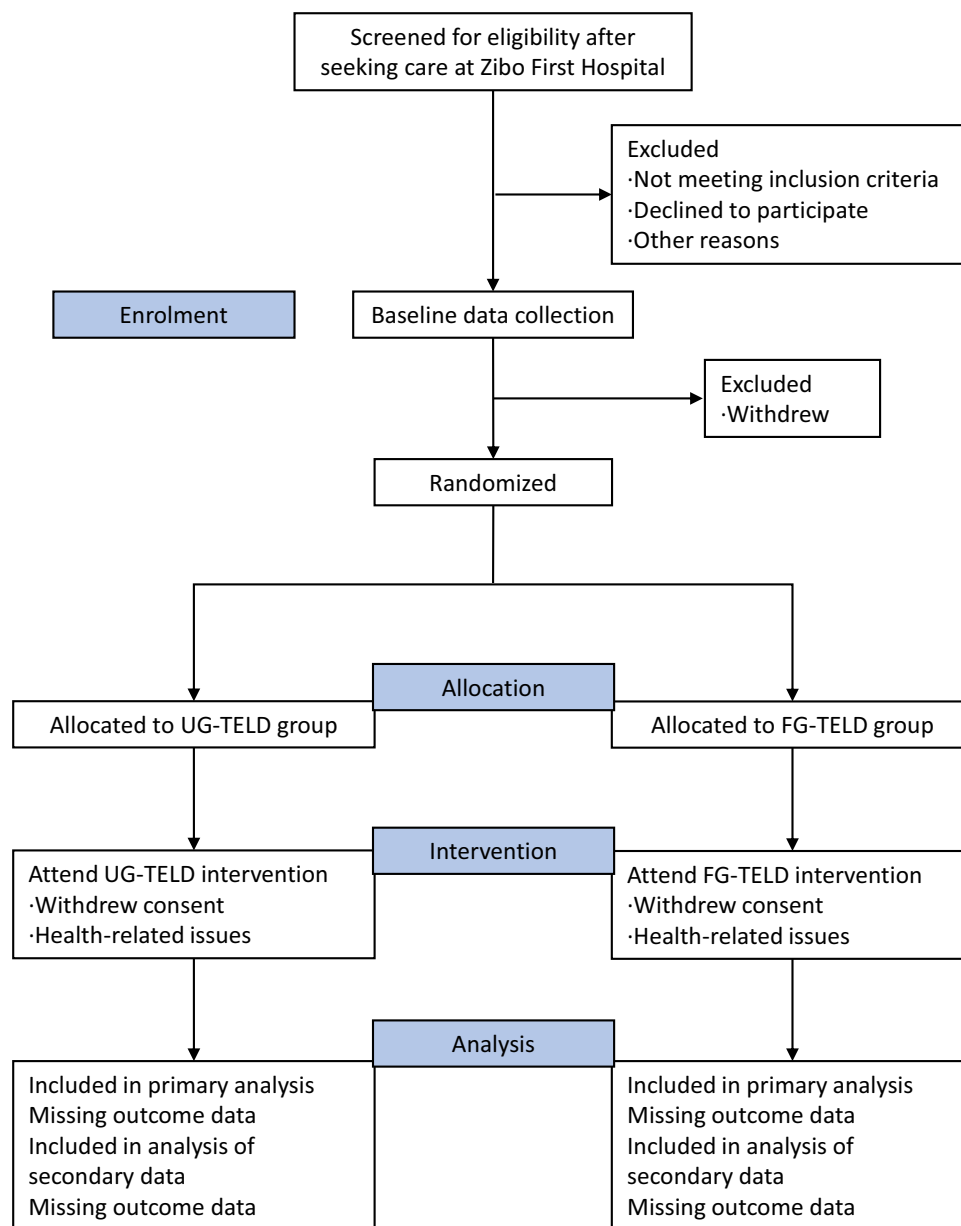 Screened for eligibility after
seeking care at Zibo First Hospital
Excluded
·Not meeting inclusion criteria
·Declined to participate
·Other reasons
Enrolment
Baseline data collection
Excluded
·Withdrew
Randomized
Allocation
Allocated to UG-TELD group
Allocated to FG-TELD group
Intervention
Attend UG-TELD intervention
·Withdrew consent
·Health-related issues
Attend FG-TELD intervention
·Withdrew consent
·Health-related issues
Analysis
Included in primary analysis
Missing outcome data
Included in analysis of
secondary data
Missing outcome data
Included in primary analysis
Missing outcome data
Included in analysis of
secondary data
Missing outcome data